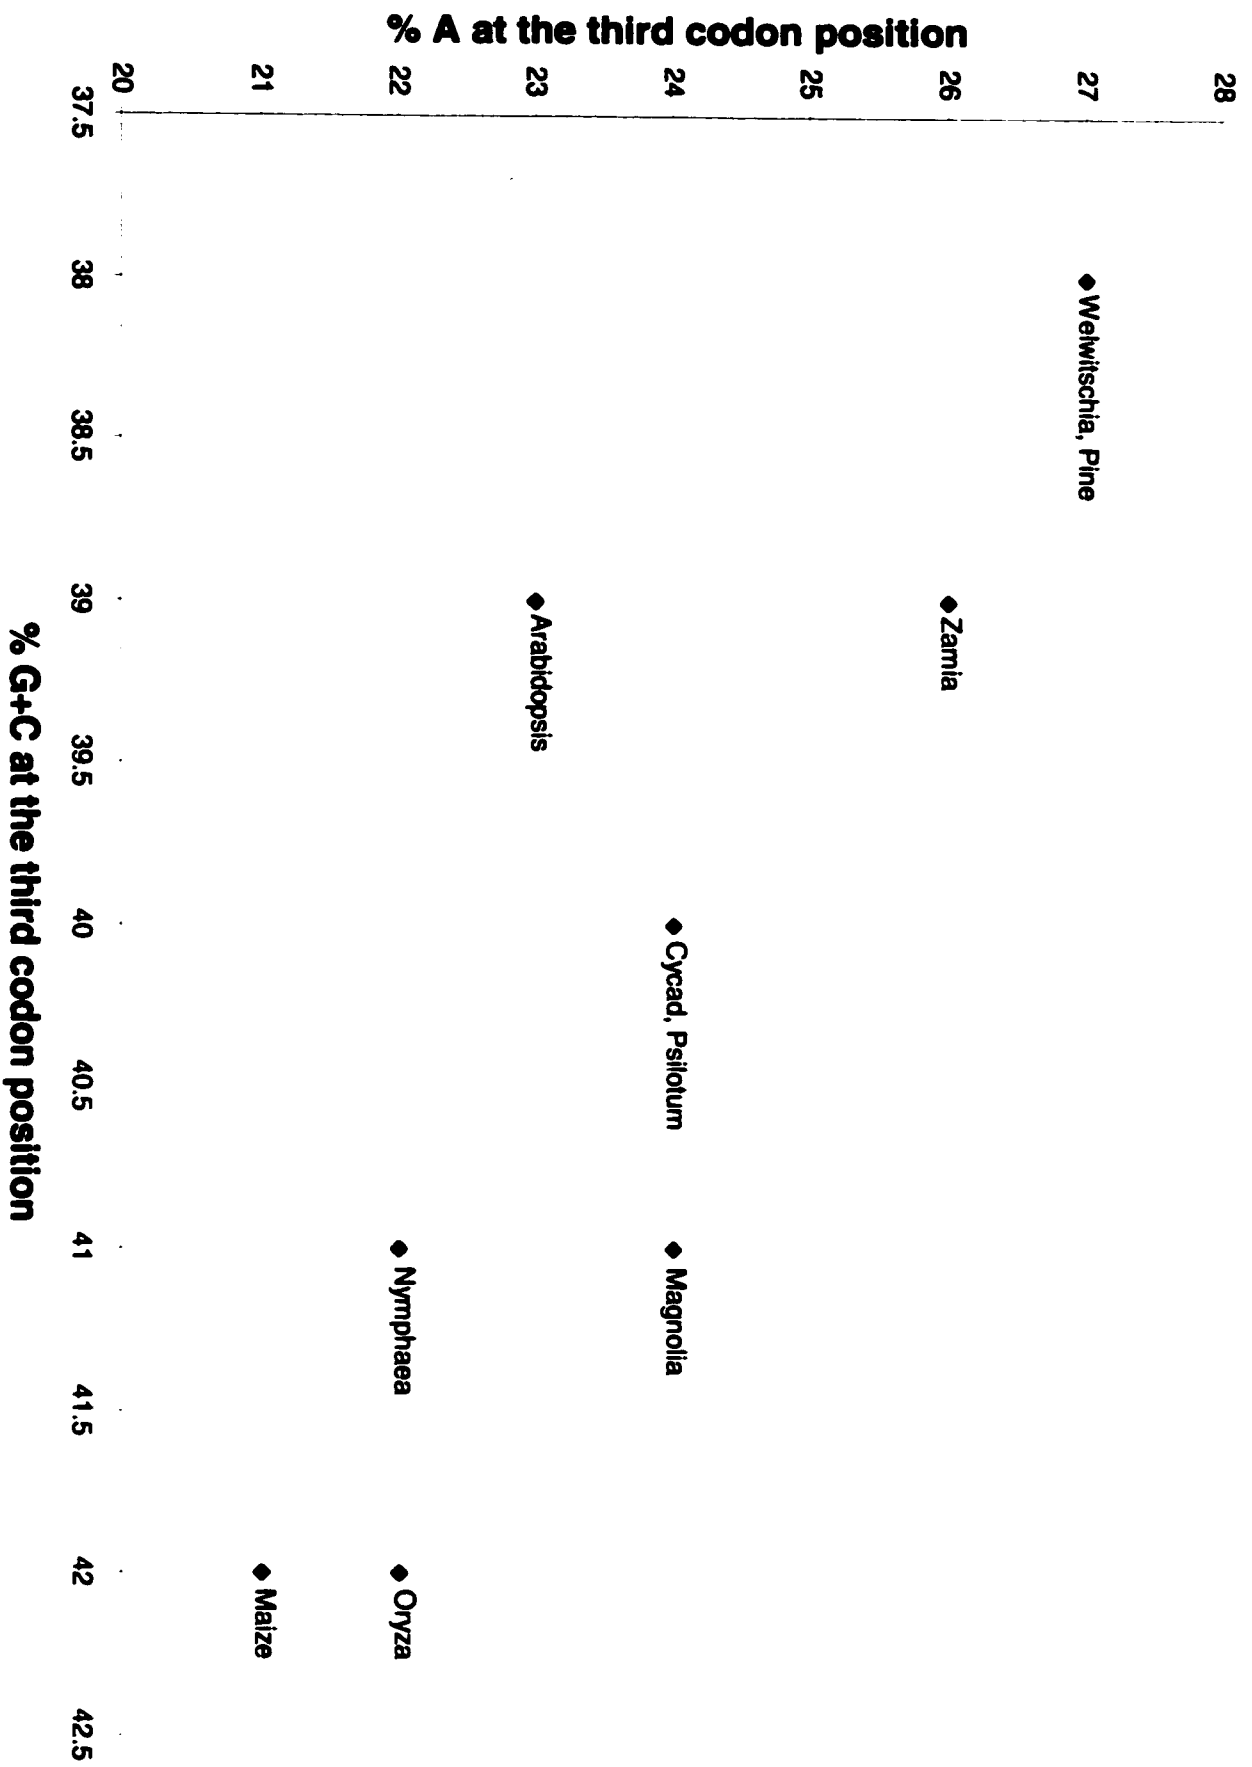 % A at the third codon position
28
27
26
25
24
23
22
21
20
Welwitschia, Pine
Zamia
Arabidopsis
Cycad, Psilotum
Magnolia
Nymphaea
Oryza
Maize
37.5
38
38.5
39
39.5
40
40.5
41
41.5
42
42.5
% G+C at the third codon position